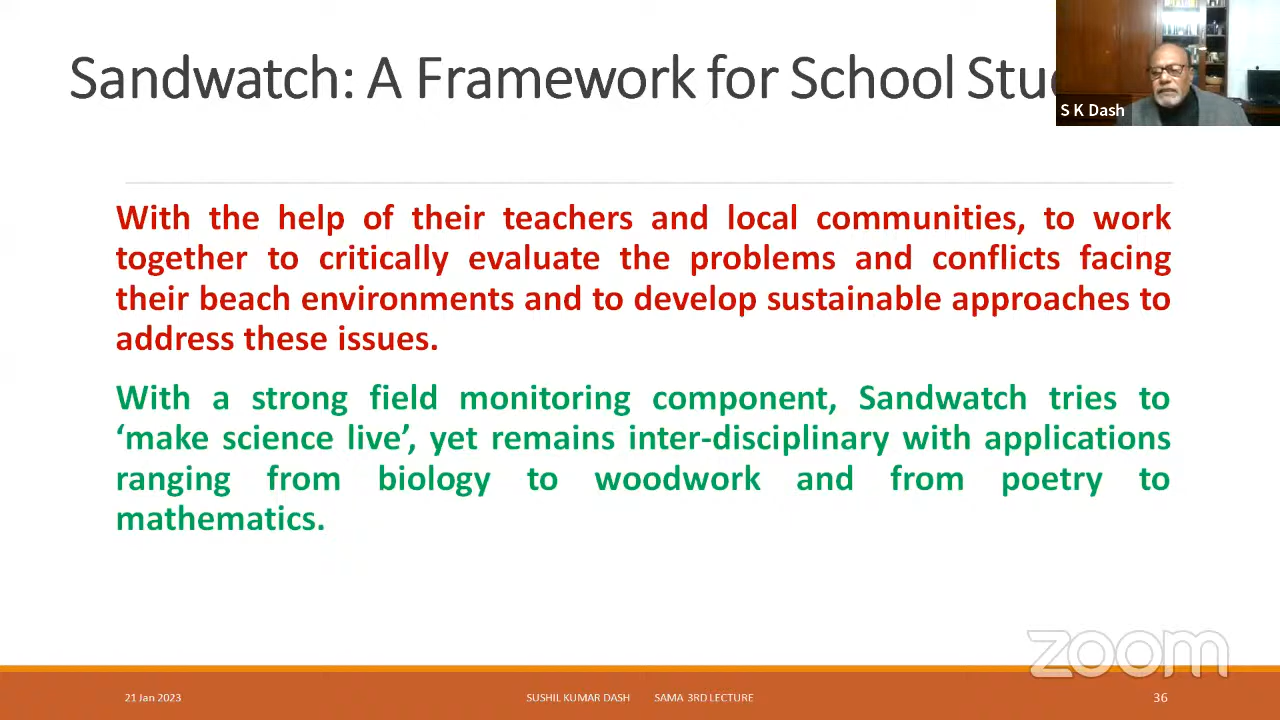 Sandwatch: A Framework for School
S K Dash
With the help of their teachers and local communities, to work
together to critically evaluate the problems and conflicts facing
their beach environments and to develop sustainable approaches to
address these issues.
With a strong field monitoring component, Sandwatch tries to
‘make science live’, yet remains inter-disciplinary with applications
ranging from biology to woodwork and from poetry to
mathematics.
zoom
21 Jan 2023
SUSHIL KUMAR DASH SAMA 3RD LECTURE
36